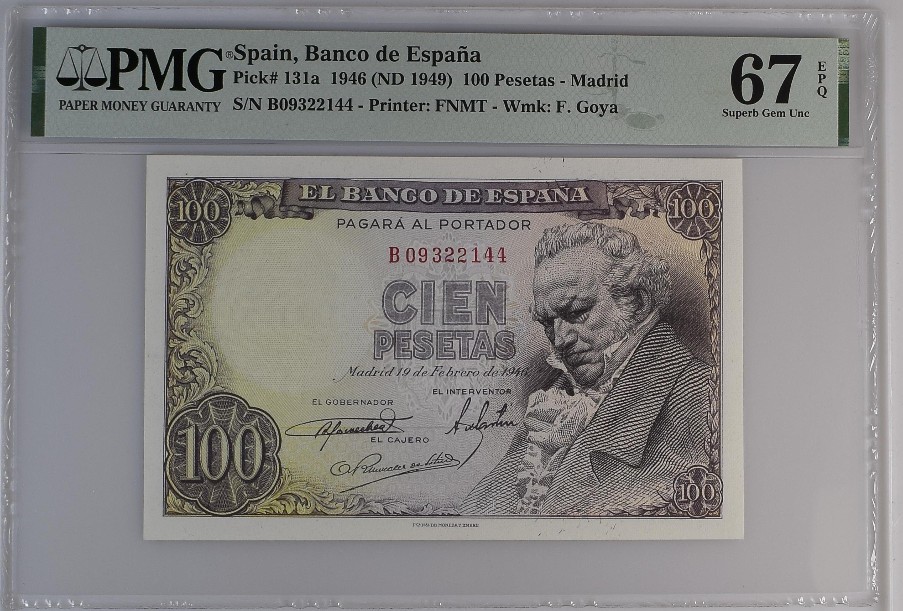 PMG® Spain, Banco de España
Pick# 131a 1946 (ND 1949) 100 Pesetas - Madrid
PAPER MONEY GUARANTY S/N B09322144 - Printer: FNMT - Wmk: F. Goya
67 EPQ
Superb Gem Unc
EL BANCO DE ESPAÑA
100 100
PAGARÁ AL PORTADOR
B09322144
CIEN
PESETAS
Madrid 19 de Febrero de 1946
EL INTERVENTOR
EL GOBERNADOR
EL CAJERO
100
100